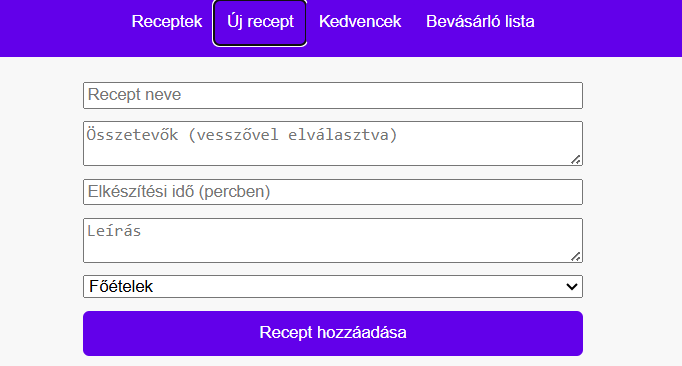 Receptek Új recept Kedvencek Bevásárló lista
Recept neve
Összetevők (vesszővel elválasztva)
Elkészítési idő (percben)
Leírás
Főételek
Recept hozzáadása